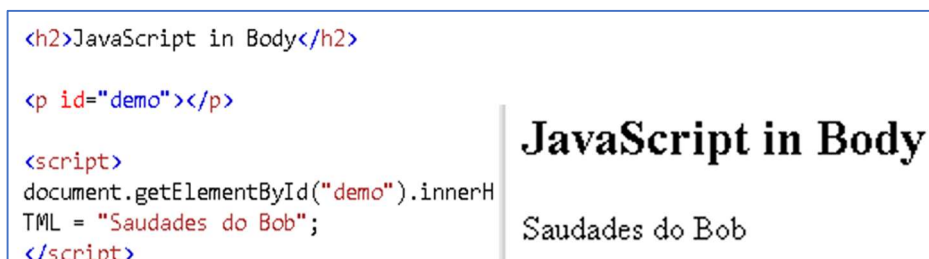 <h2>JavaScript in Body</h2>
<p id="demo"></p>
<script>
document.getElementById("demo").innerH
TML = "Saudades do Bob";
</script>
JavaScript in Body
Saudades do Bob